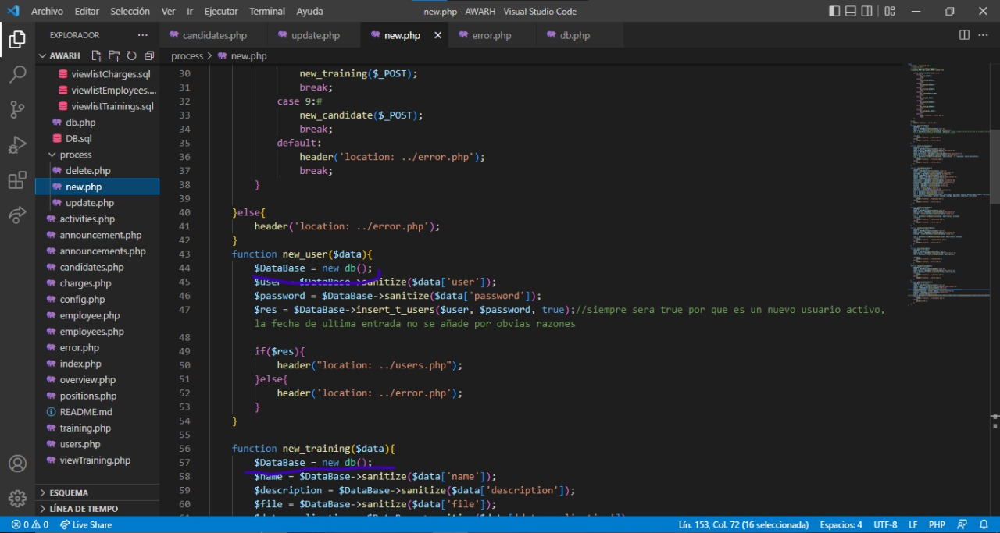 Archivo Editar Selección Ver Ir Ejecutar Terminal Ayuda new.php - AWARH - Visual Studio Code
EXPLORADOR
AWARH
viewlistCharges.sql
viewlistEmployees....
viewlistTrainings.sql
db.php
DB.sql
process
delete.php
new.php
update.php
activities.php
announcement.php
announcements.php
candidates.php
charges.php
config.php
employee.php
employees.php
error.php
index.php
overview.php
positions.php
README.md
training.php
users.php
viewTraining.php
ESQUEMA
LÍNEA DE TIEMPO
candidates.php update.php new.php error.php db.php
process > new.php
30 new_training($_POST);
31 break;
32 case 9:#
33 new_candidate($_POST);
34 break;
35 default:
36 header('location: ../error.php');
37 break;
38 }
39
40 }else{
41 header('location: ../error.php');
42 }
43 function new_user($data){
44 $DataBase = new db();
45 $user = $DataBase->sanitize($data['user']);
46 $password = $DataBase->sanitize($data['password']);
47 $res = $DataBase->insert_t_users($user, $password, true);//siempre sera true por que es un nuevo usuario activo,
la fecha de ultima entrada no se añade por obvias razones
48
49 if($res){
50 header("location: ../users.php");
51 }else{
52 header('location: ../error.php');
53 }
54 }
55
56 function new_training($data){
57 $DataBase = new db();
58 $name = $DataBase->sanitize($data['name']);
59 $description = $DataBase->sanitize($data['description']);
60 $file = $DataBase->sanitize($data['file']);
0 0 Live Share Lín. 153, Col. 72 (16 seleccionada) Espacios: 4 UTF-8 LF PHP